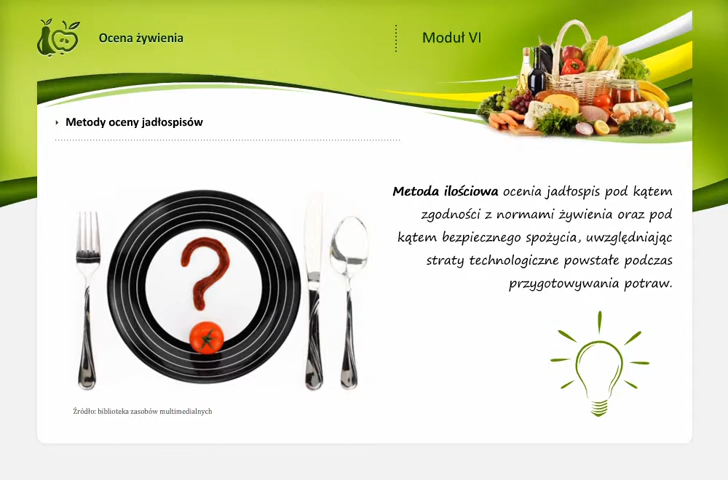 Ocena żywienia
Moduł VI
Metody oceny jadłospisów
Metoda ilościowa ocenia jadłospis pod kątem
zgodności z normami żywienia oraz pod
kątem bezpiecznego spożycia, uwzględniając
straty technologiczne powstałe podczas
przygotowywania potraw.
Źródło: biblioteka zasobów multimedialnych